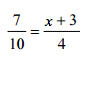 7/10 = (x + 3)/4